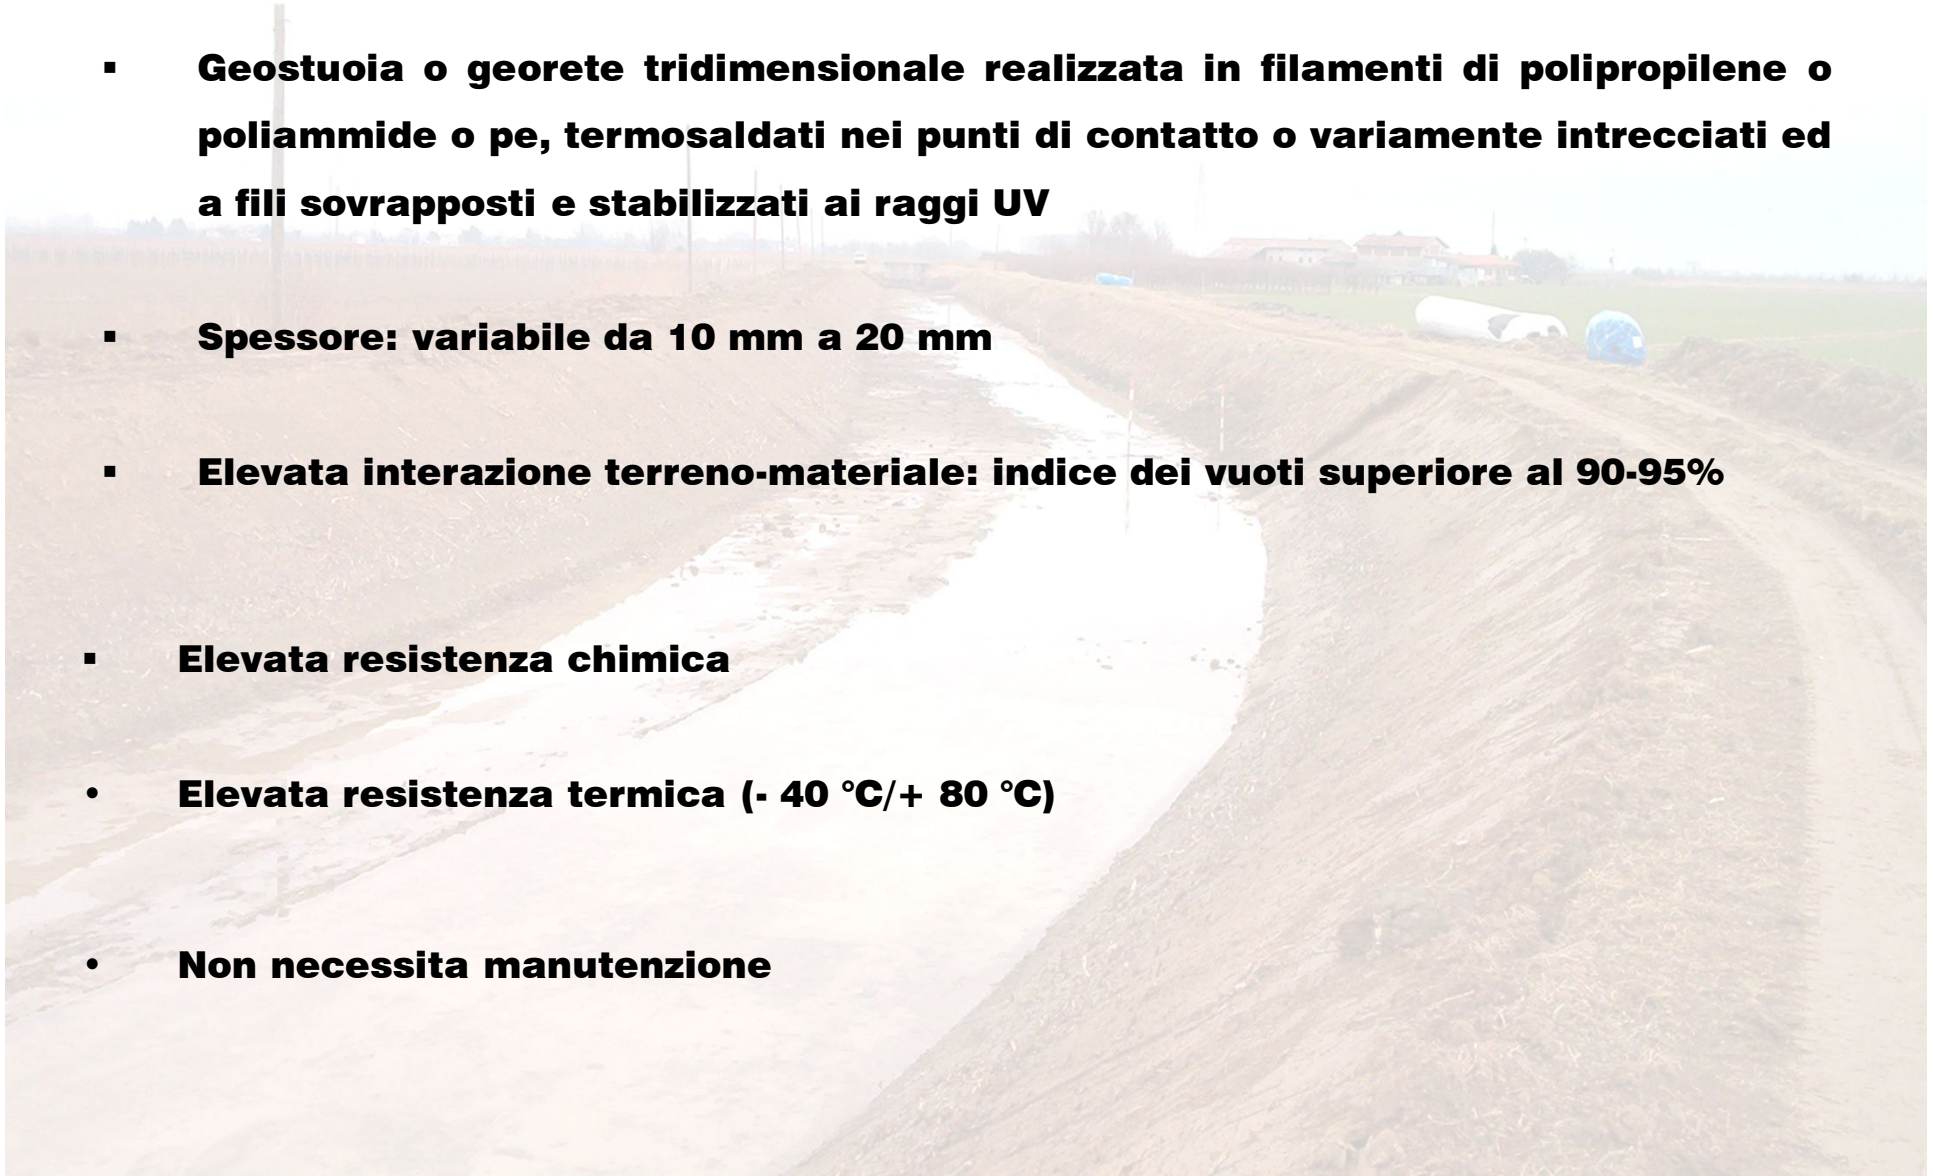 ▪ Geostuoia o georete tridimensionale realizzata in filamenti di polipropilene o
poliammide o pe, termosaldati nei punti di contatto o variamente intrecciati ed
a fili sovrapposti e stabilizzati ai raggi UV
▪ Spessore: variabile da 10 mm a 20 mm
▪ Elevata interazione terreno-materiale: indice dei vuoti superiore al 90-95%
▪ Elevata resistenza chimica
• Elevata resistenza termica (- 40 °C/+ 80 °C)
• Non necessita manutenzione